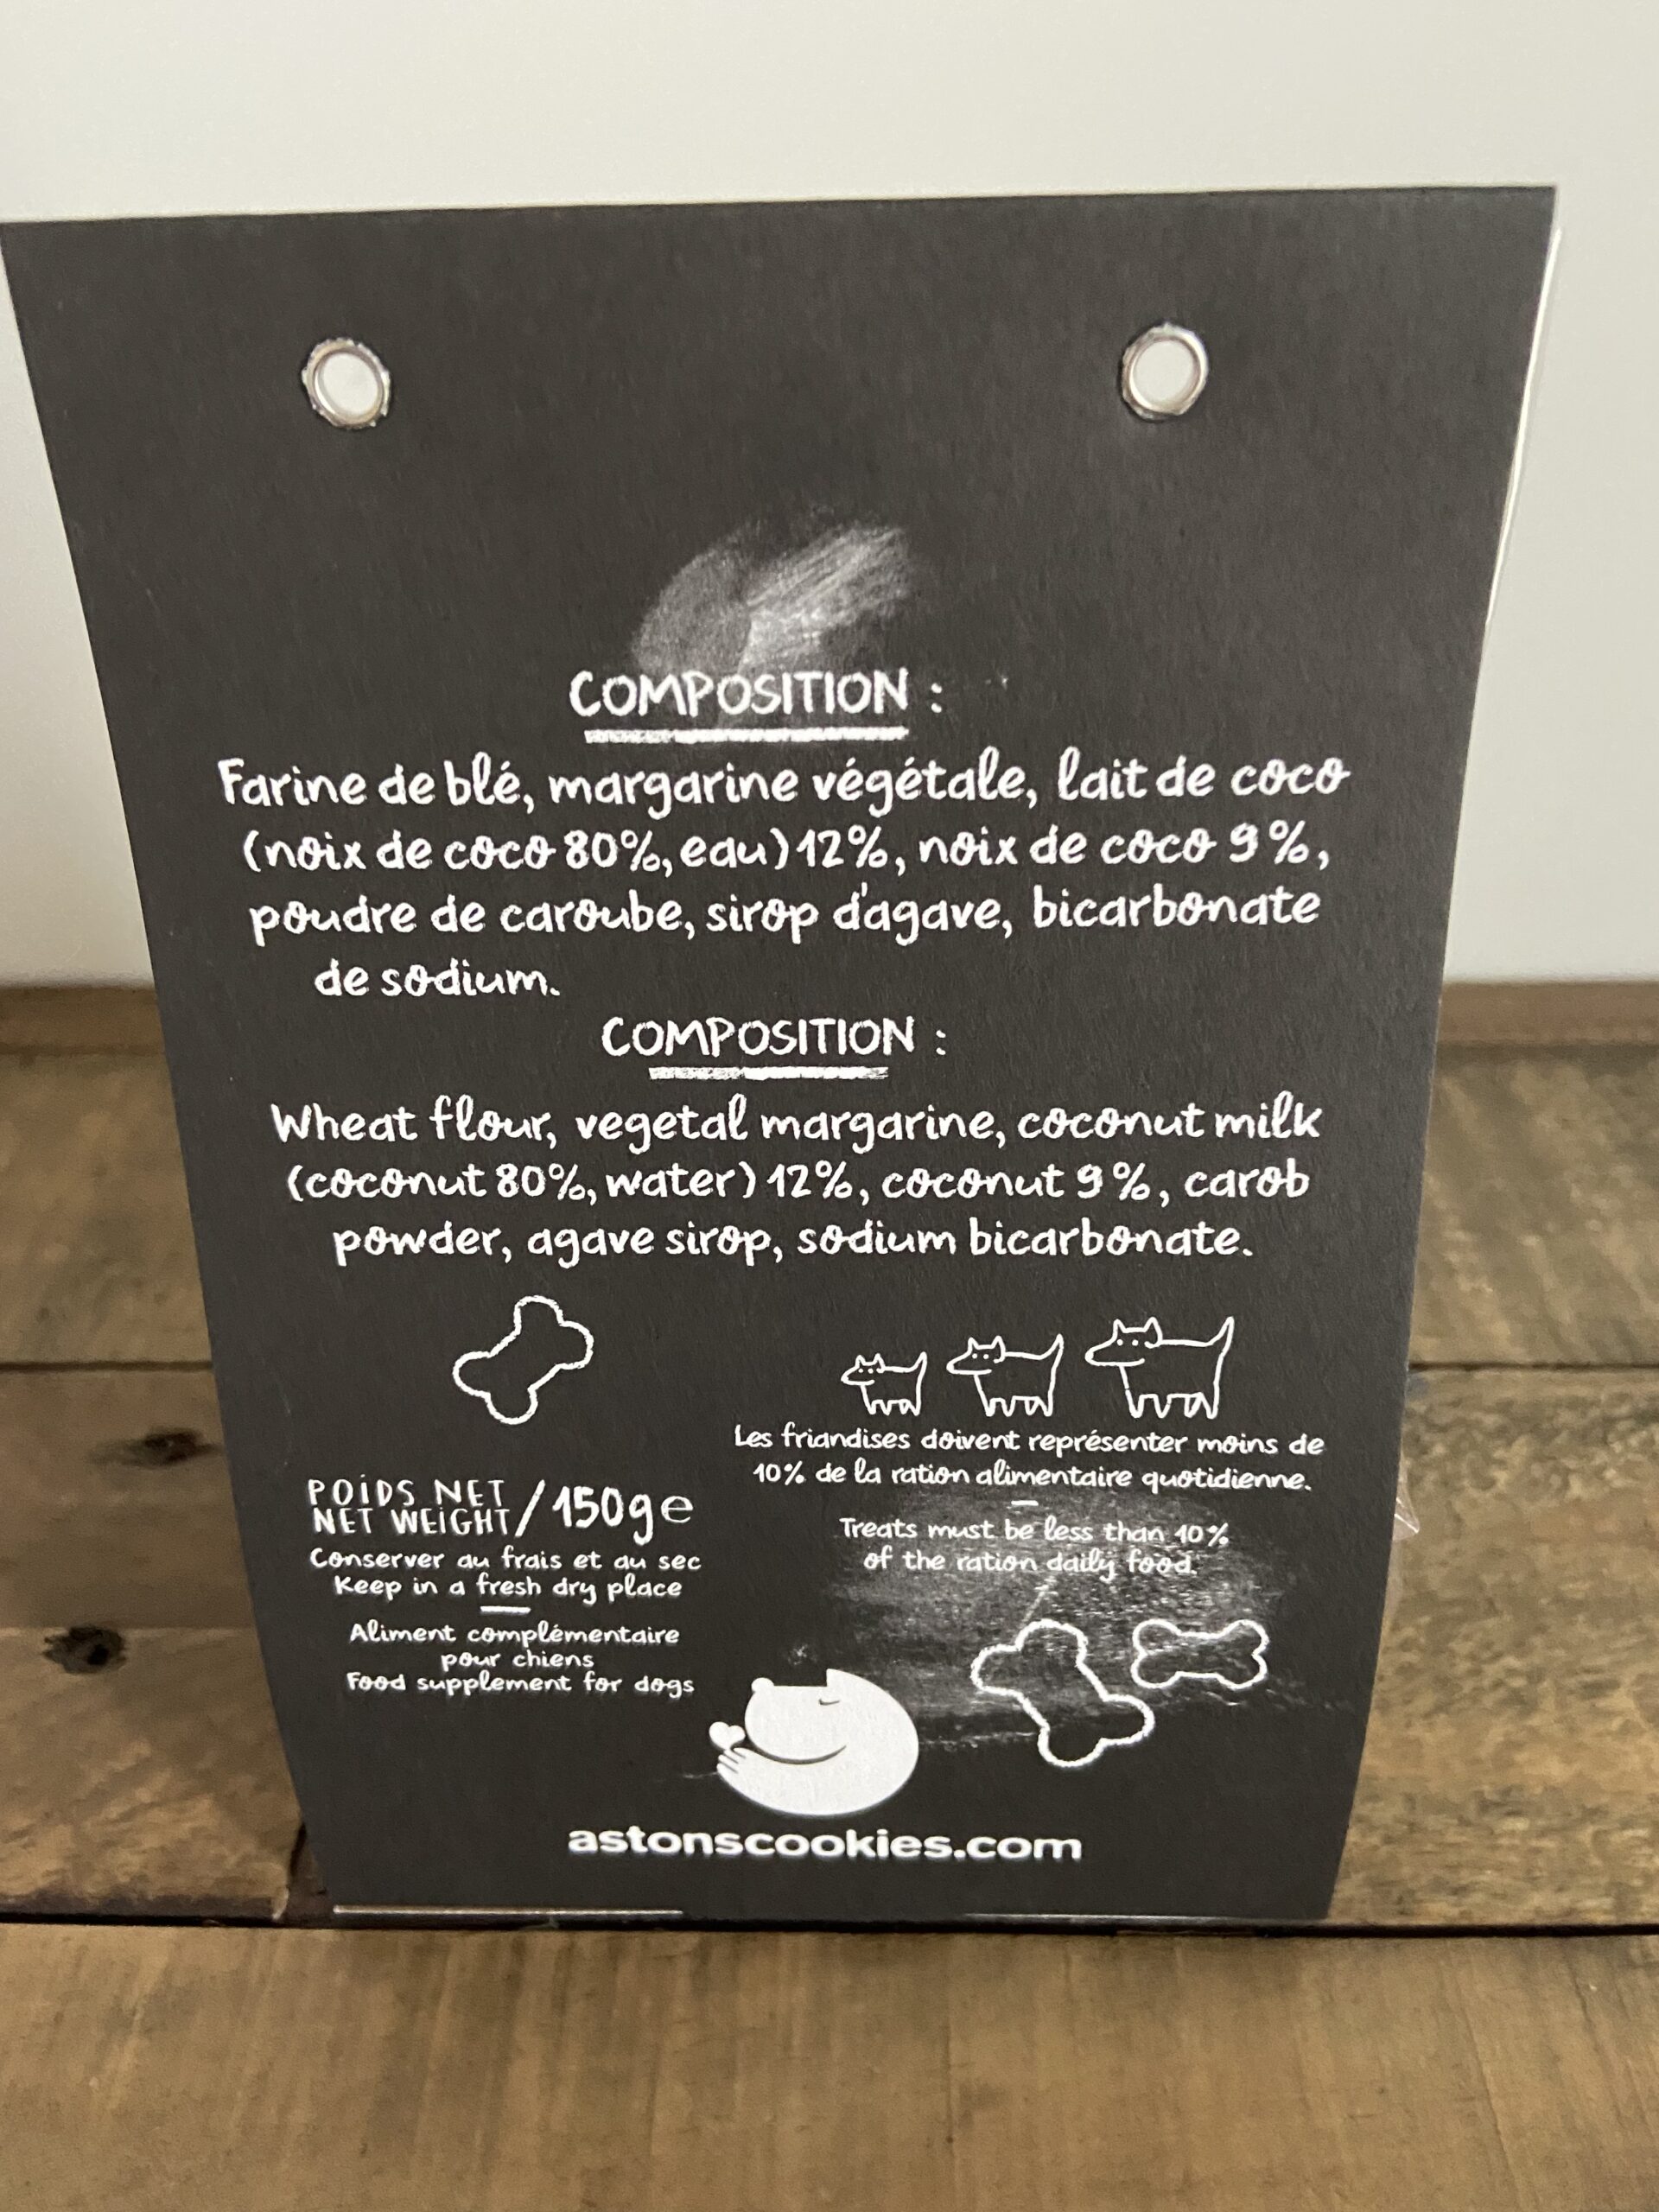 COMPOSITION :
Farine de blé, margarine végétale, lait de coco
(noix de coco 80%, eau) 12%, noix de coco 9%,
poudre de caroube, sirop d'agave, bicarbonate
de sodium.
COMPOSITION :
Wheat flour, vegetal margarine, coconut milk
(coconut 80%, water) 12%, coconut 9%, carob
powder, agave sirop, sodium bicarbonate.
POIDS NET
NET WEIGHT / 150g e
Conserver au frais et au sec
Keep in a fresh dry place
Aliment complémentaire
pour chiens
Food supplement for dogs
Les friandises doivent représenter moins de
10% de la ration alimentaire quotidienne.
Treats must be less than 10%
of the ration daily food.
astonscookies.com